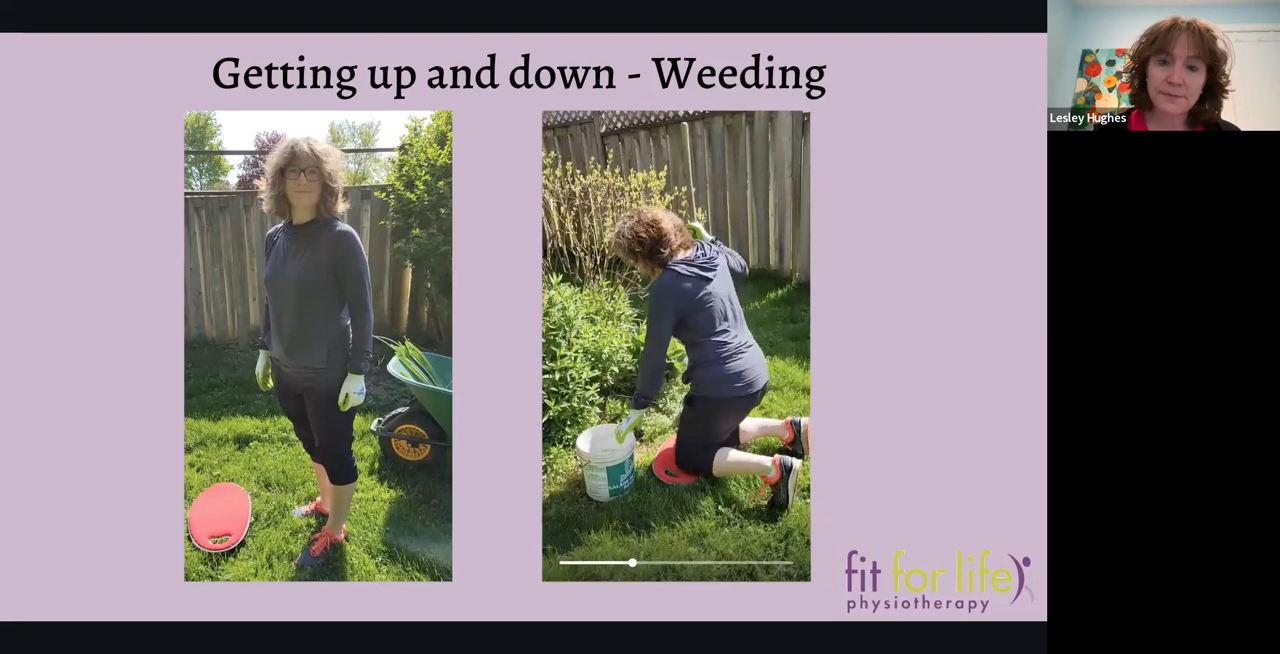 Getting up and down - Weeding
Lesley Hughes
fit for life
physiotherapy